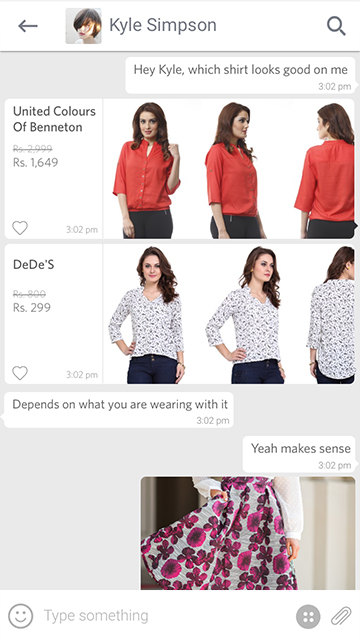 Kyle Simpson
Hey Kyle, which shirt looks good on me
3:02 pm
United Colours
Of Benneton
Rs. 2,999
Rs. 1,649
3:02 pm
DeDe'S
Rs. 800
Rs. 299
3:02 pm
Depends on what you are wearing with it
3:02 pm
Yeah makes sense
3:02 pm
Type something